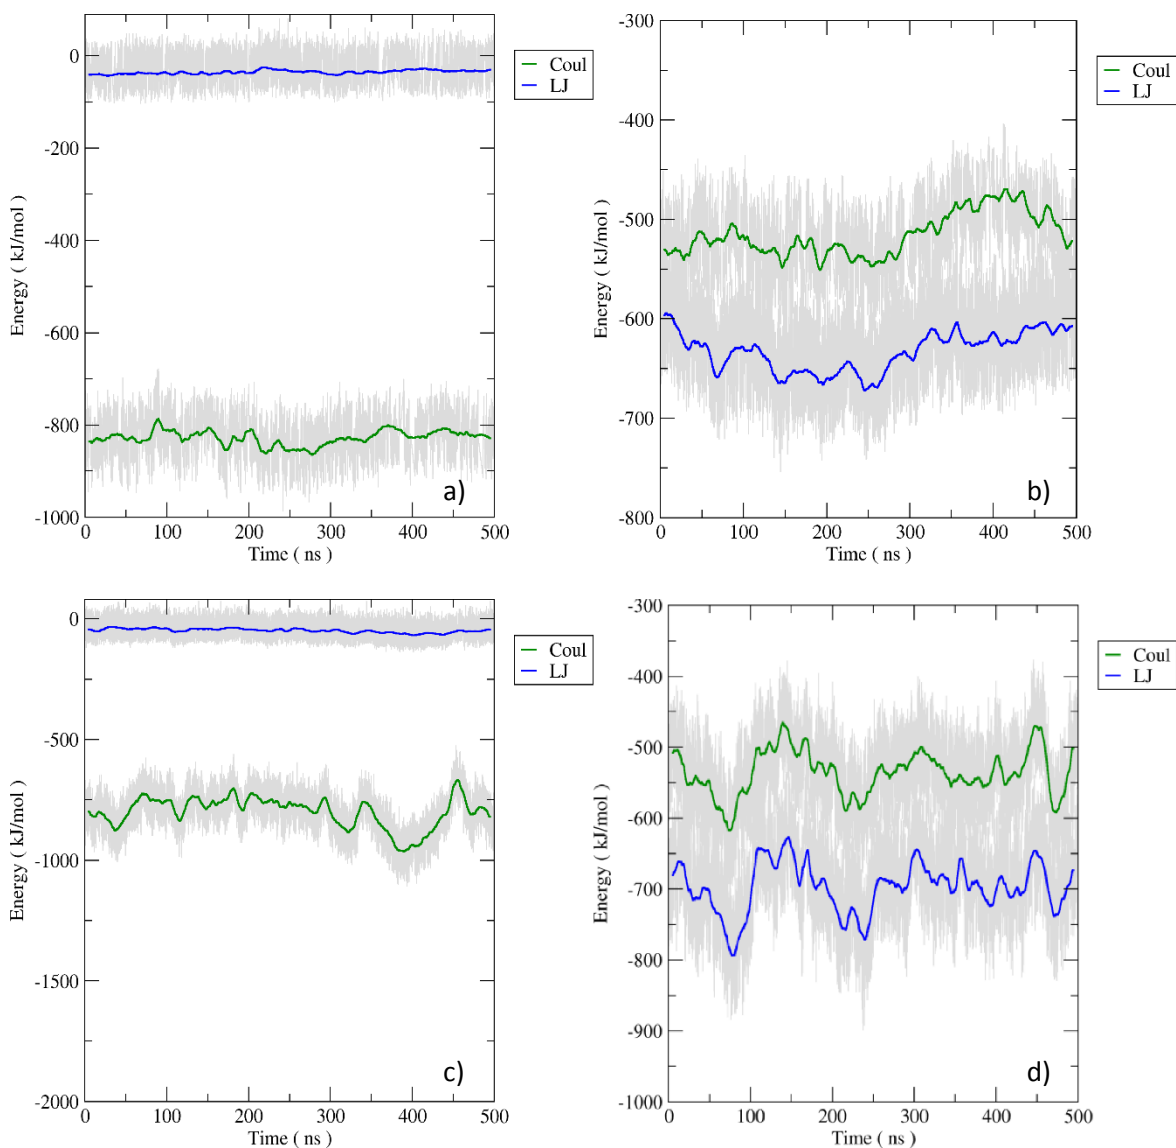 0
-200
-400
-600
-800
-1000
Energy ( kJ/mol )
0 100 200 300 400 500
Time ( ns )
Coul
LJ
a)
-300
-400
-500
-600
-700
-800
Energy ( kJ/mol )
0 100 200 300 400 500
Time ( ns )
Coul
LJ
b)
0
-500
-1000
-1500
-2000
Energy ( kJ/mol )
0 100 200 300 400 500
Time ( ns )
Coul
LJ
c)
-300
-400
-500
-600
-700
-800
-900
-1000
Energy ( kJ/mol )
0 100 200 300 400 500
Time ( ns )
Coul
LJ
d)